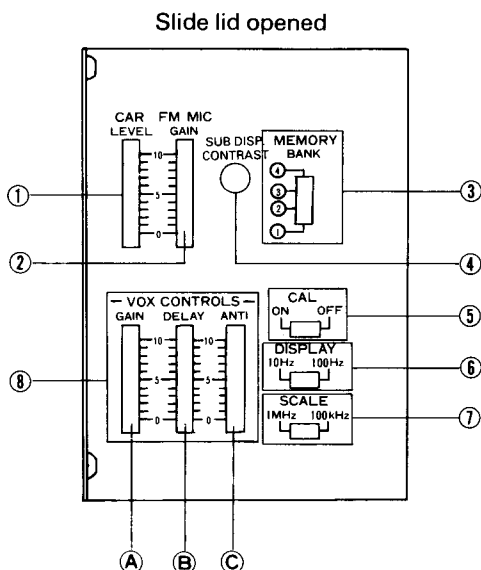 Slide lid opened
CAR LEVEL
FM MIC GAIN
10
5
0
SUB DISP. CONTRAST
MEMORY BANK
④
③
②
①
①
②
③
④
CAL
ON OFF
⑤
DISPLAY
10Hz 100Hz
⑥
SCALE
1MHz 100kHz
⑦
VOX CONTROLS
GAIN DELAY ANTI
10 10
5 5
0 0
⑧
Ⓐ Ⓑ Ⓒ